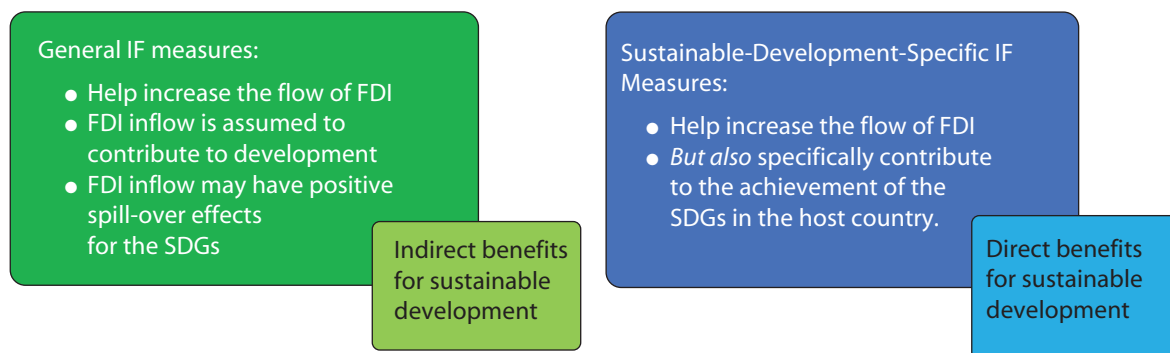 General IF measures:
● Help increase the flow of FDI
● FDI inflow is assumed to
contribute to development
● FDI inflow may have positive
spill-over effects
for the SDGs
Indirect benefits
for sustainable
development
Sustainable-Development-Specific IF
Measures:
● Help increase the flow of FDI
● But also specifically contribute
to the achievement of the
SDGs in the host country.
Direct benefits
for sustainable
development